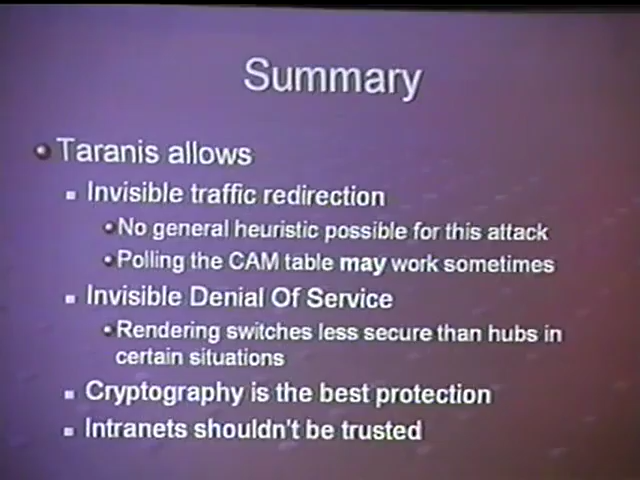 Summary
Taranis allows
Invisible traffic redirection
No general heuristic possible for this attack
Polling the CAM table may work sometimes
Invisible Denial Of Service
Rendering switches less secure than hubs in
certain situations
Cryptography is the best protection
Intranets shouldn't be trusted